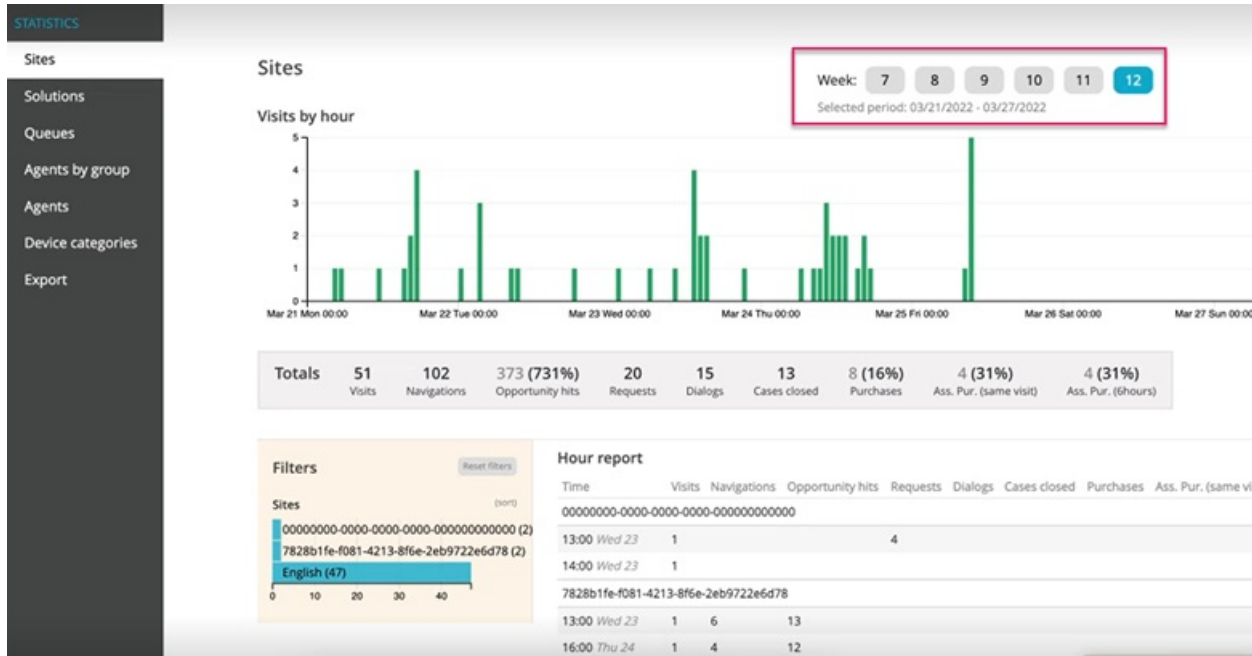 STATISTICS
Sites
Solutions
Queues
Agents by group
Agents
Device categories
Export
Sites
Week: 7 8 9 10 11 12
Selected period: 03/21/2022 - 03/27/2022
Visits by hour
5
4
3
2
1
0
Mar 21 Mon 00:00 Mar 22 Tue 00:00 Mar 23 Wed 00:00 Mar 24 Thu 00:00 Mar 25 Fri 00:00 Mar 26 Sat 00:00 Mar 27 Sun 00:00
Totals 51 102 373 (731%) 20 15 13 8 (16%) 4 (31%) 4 (31%)
Visits Navigations Opportunity hits Requests Dialogs Cases closed Purchases Ass. Pur. (same visit) Ass. Pur. (6hours)
Filters Reset filters
Sites (sort)
00000000-0000-0000-0000-000000000000 (2)
7828b1fe-f081-4213-8f6e-2eb9722e6d78 (2)
English (47)
0 10 20 30 40
Hour report
Time Visits Navigations Opportunity hits Requests Dialogs Cases closed Purchases Ass. Pur. (same vi
00000000-0000-0000-0000-000000000000
13:00 Wed 23 1 4
14:00 Wed 23 1
7828b1fe-f081-4213-8f6e-2eb9722e6d78
13:00 Wed 23 1 6 13
16:00 Thu 24 1 4 12